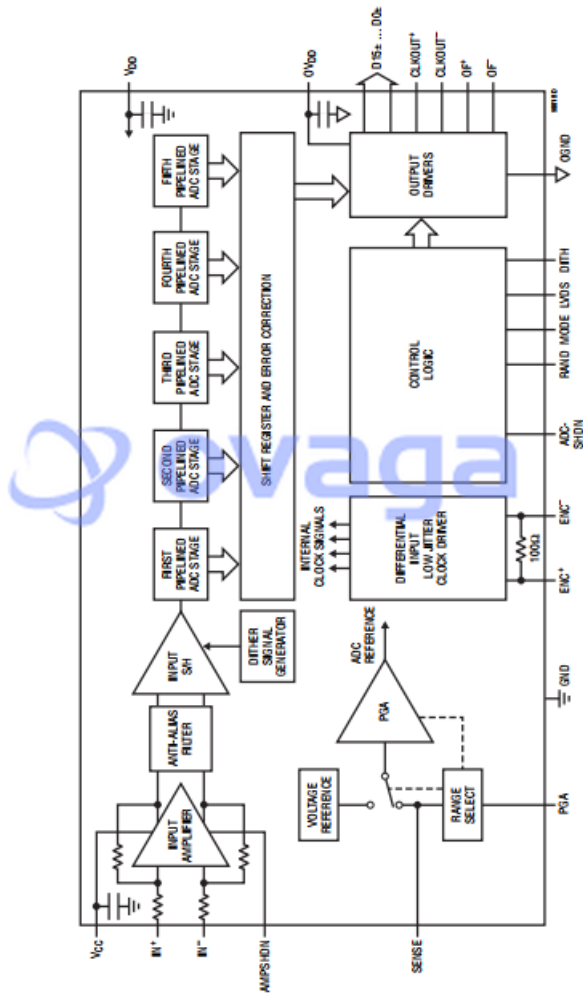 VCC
IN+
IN−
AMPSHDN
SENSE
INPUT
AMPLIFIER
ANTI-ALIAS
FILTER
INPUT
S/H
DITHER
SIGNAL
GENERATOR
FIRST
PIPELINED
ADC STAGE
SECOND
PIPELINED
ADC STAGE
THIRD
PIPELINED
ADC STAGE
FOURTH
PIPELINED
ADC STAGE
FIFTH
PIPELINED
ADC STAGE
VDD
SHIFT REGISTER AND ERROR CORRECTION
VOLTAGE
REFERENCE
RANGE
SELECT
PGA
ADC
REFERENCE
INTERNAL
CLOCK SIGNALS
DIFFERENTIAL
INPUT
LOW JITTER
CLOCK DRIVER
CONTROL
LOGIC
OUTPUT
DRIVERS
OVDD
D15± ... D0±
CLKOUT+
CLKOUT−
OF+
OF−
PGA
GND
ENC+
100Ω
ENC−
ADC-
SHDN
RAND
MODE
LVDS
DITH
OGND
ovaga